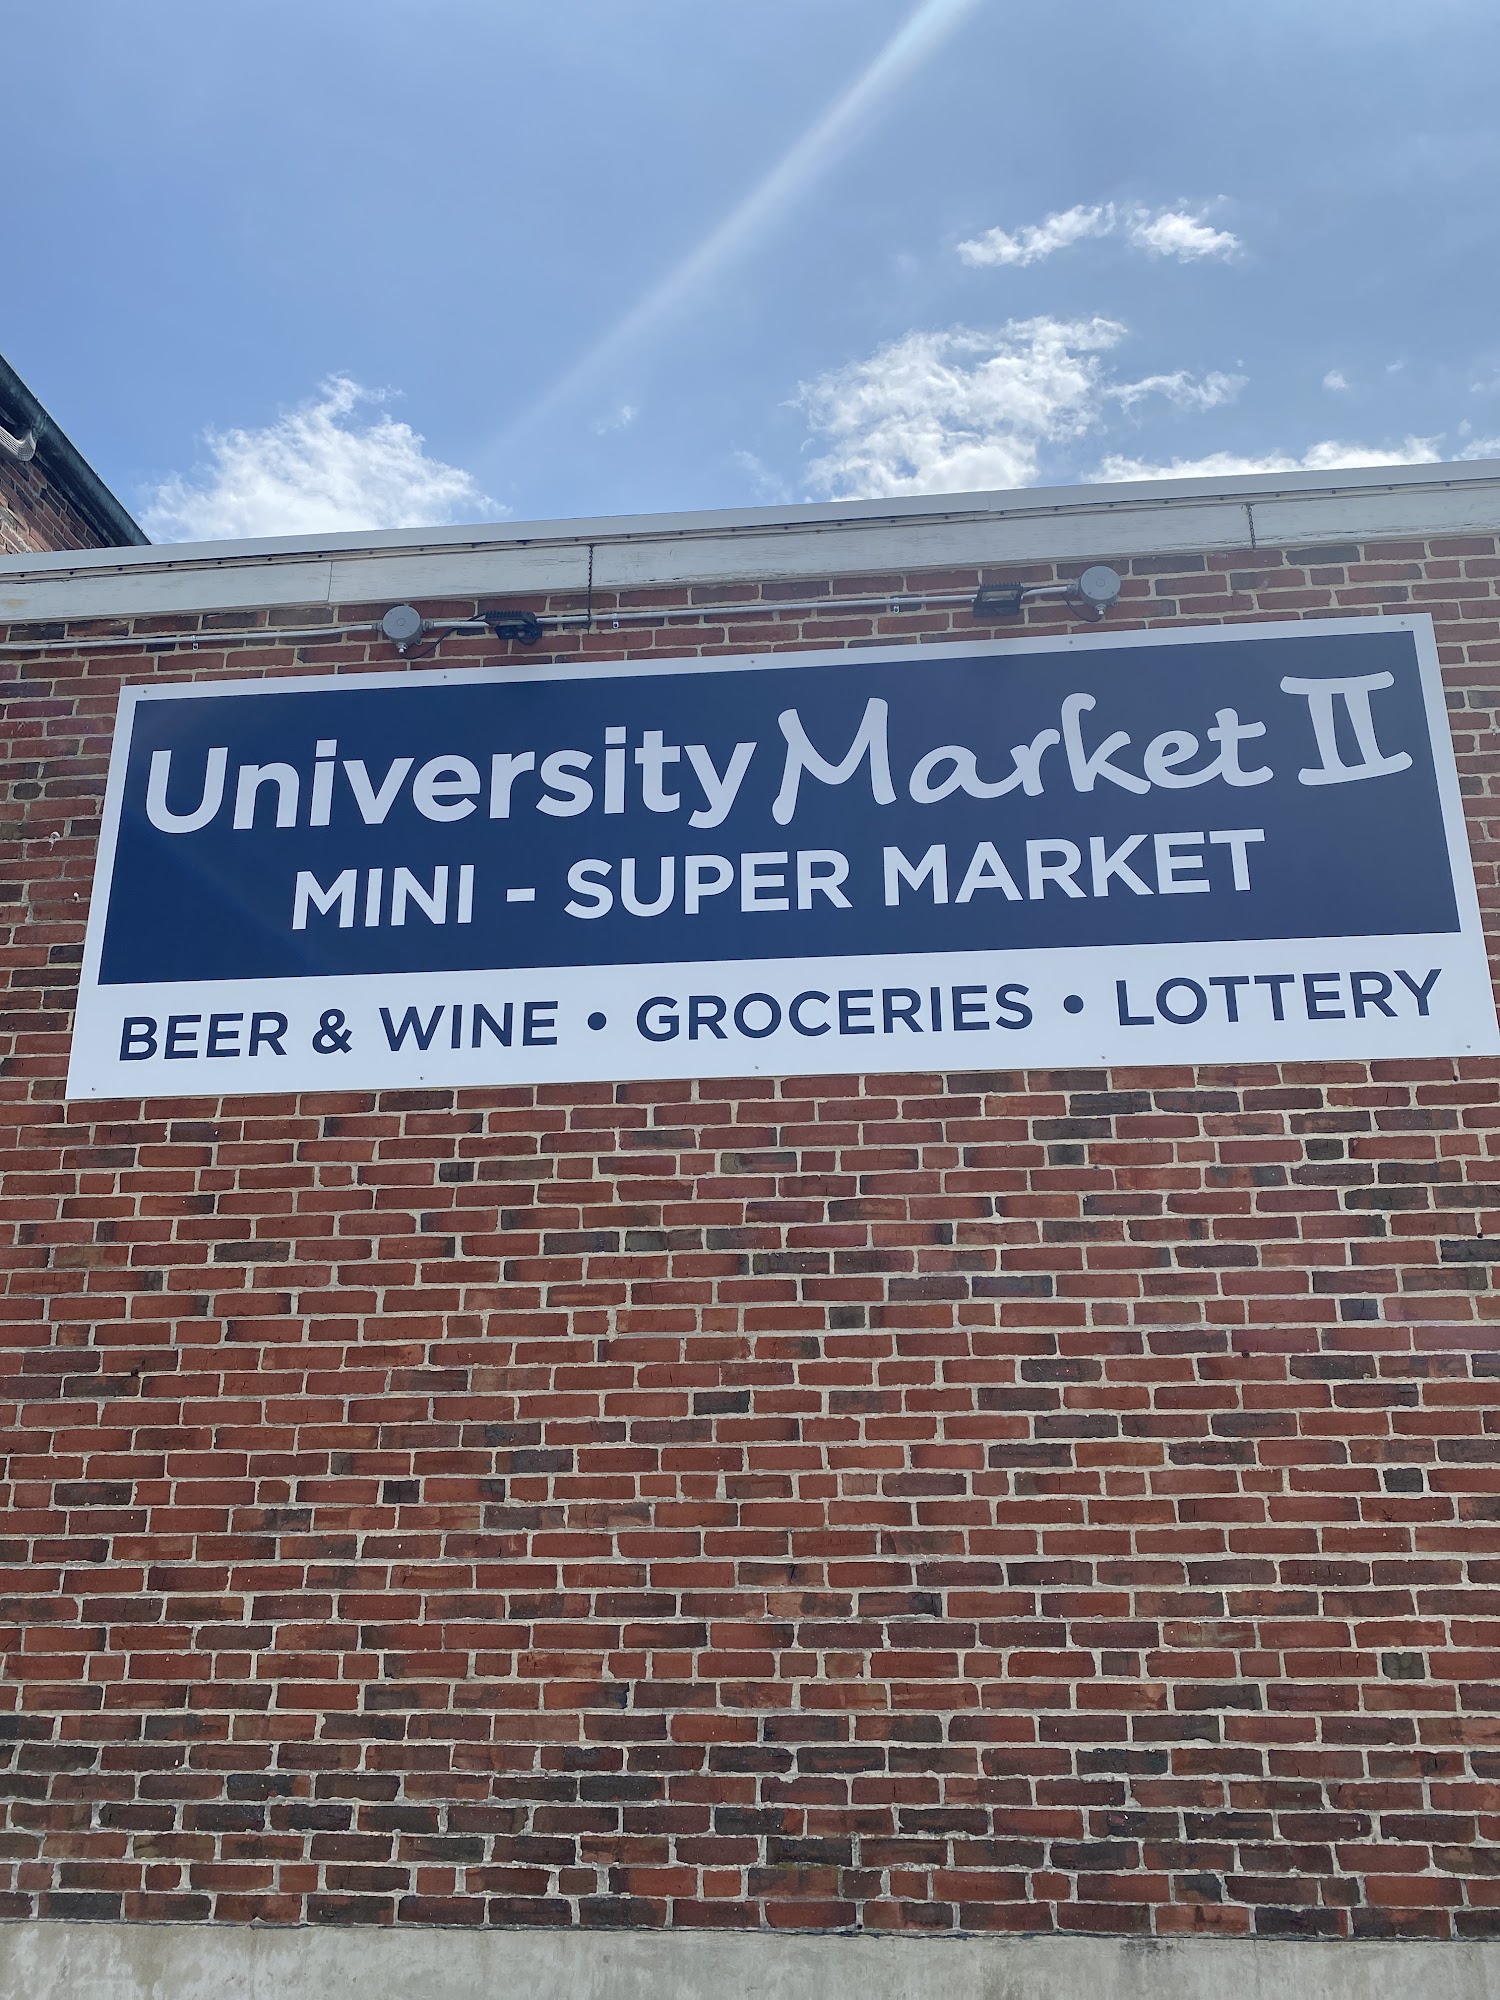 University Market II
MINI - SUPER MARKET
BEER & WINE • GROCERIES • LOTTERY